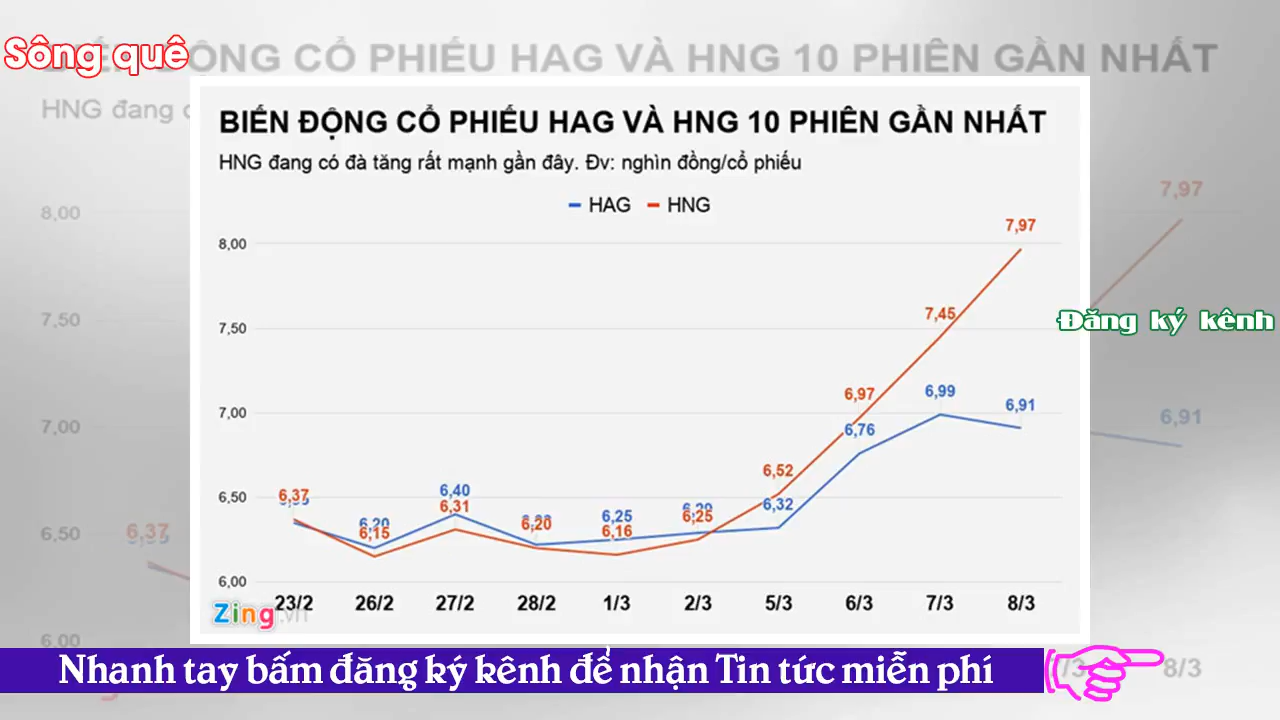 Sông quê
BIẾN ĐỘNG CỔ PHIẾU HAG VÀ HNG 10 PHIÊN GẦN NHẤT
HNG đang có đà tăng rất mạnh gần đây. Đv: nghìn đồng/cổ phiếu
HAG HNG
7,97
8,00
7,50
7,45
7,00
6,97
6,99
6,91
6,76
6,50
6,37
6,20
6,15
6,40
6,31
6,20
6,25
6,16
6,29
6,25
6,52
6,32
6,00
23/2 26/2 27/2 28/2 1/3 2/3 5/3 6/3 7/3 8/3
Zing.vn
Đăng ký kênh
Nhanh tay bấm đăng ký kênh để nhận Tin tức miễn phí